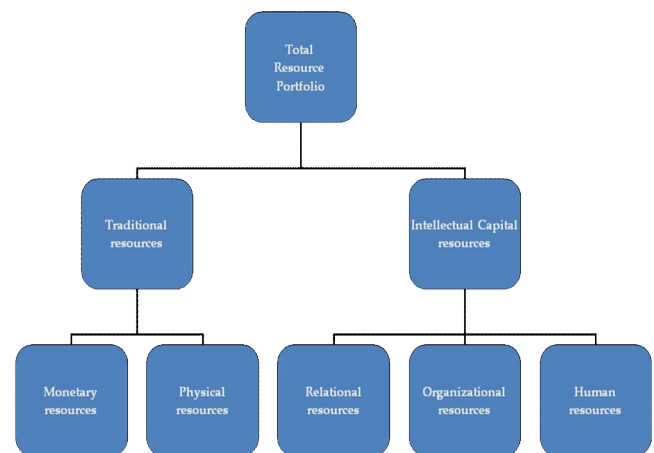 Total
Resource
Portfolio
Traditional
resources
Intellectual Capital
resources
Monetary
resources
Physical
resources
Relational
resources
Organizational
resources
Human
resources